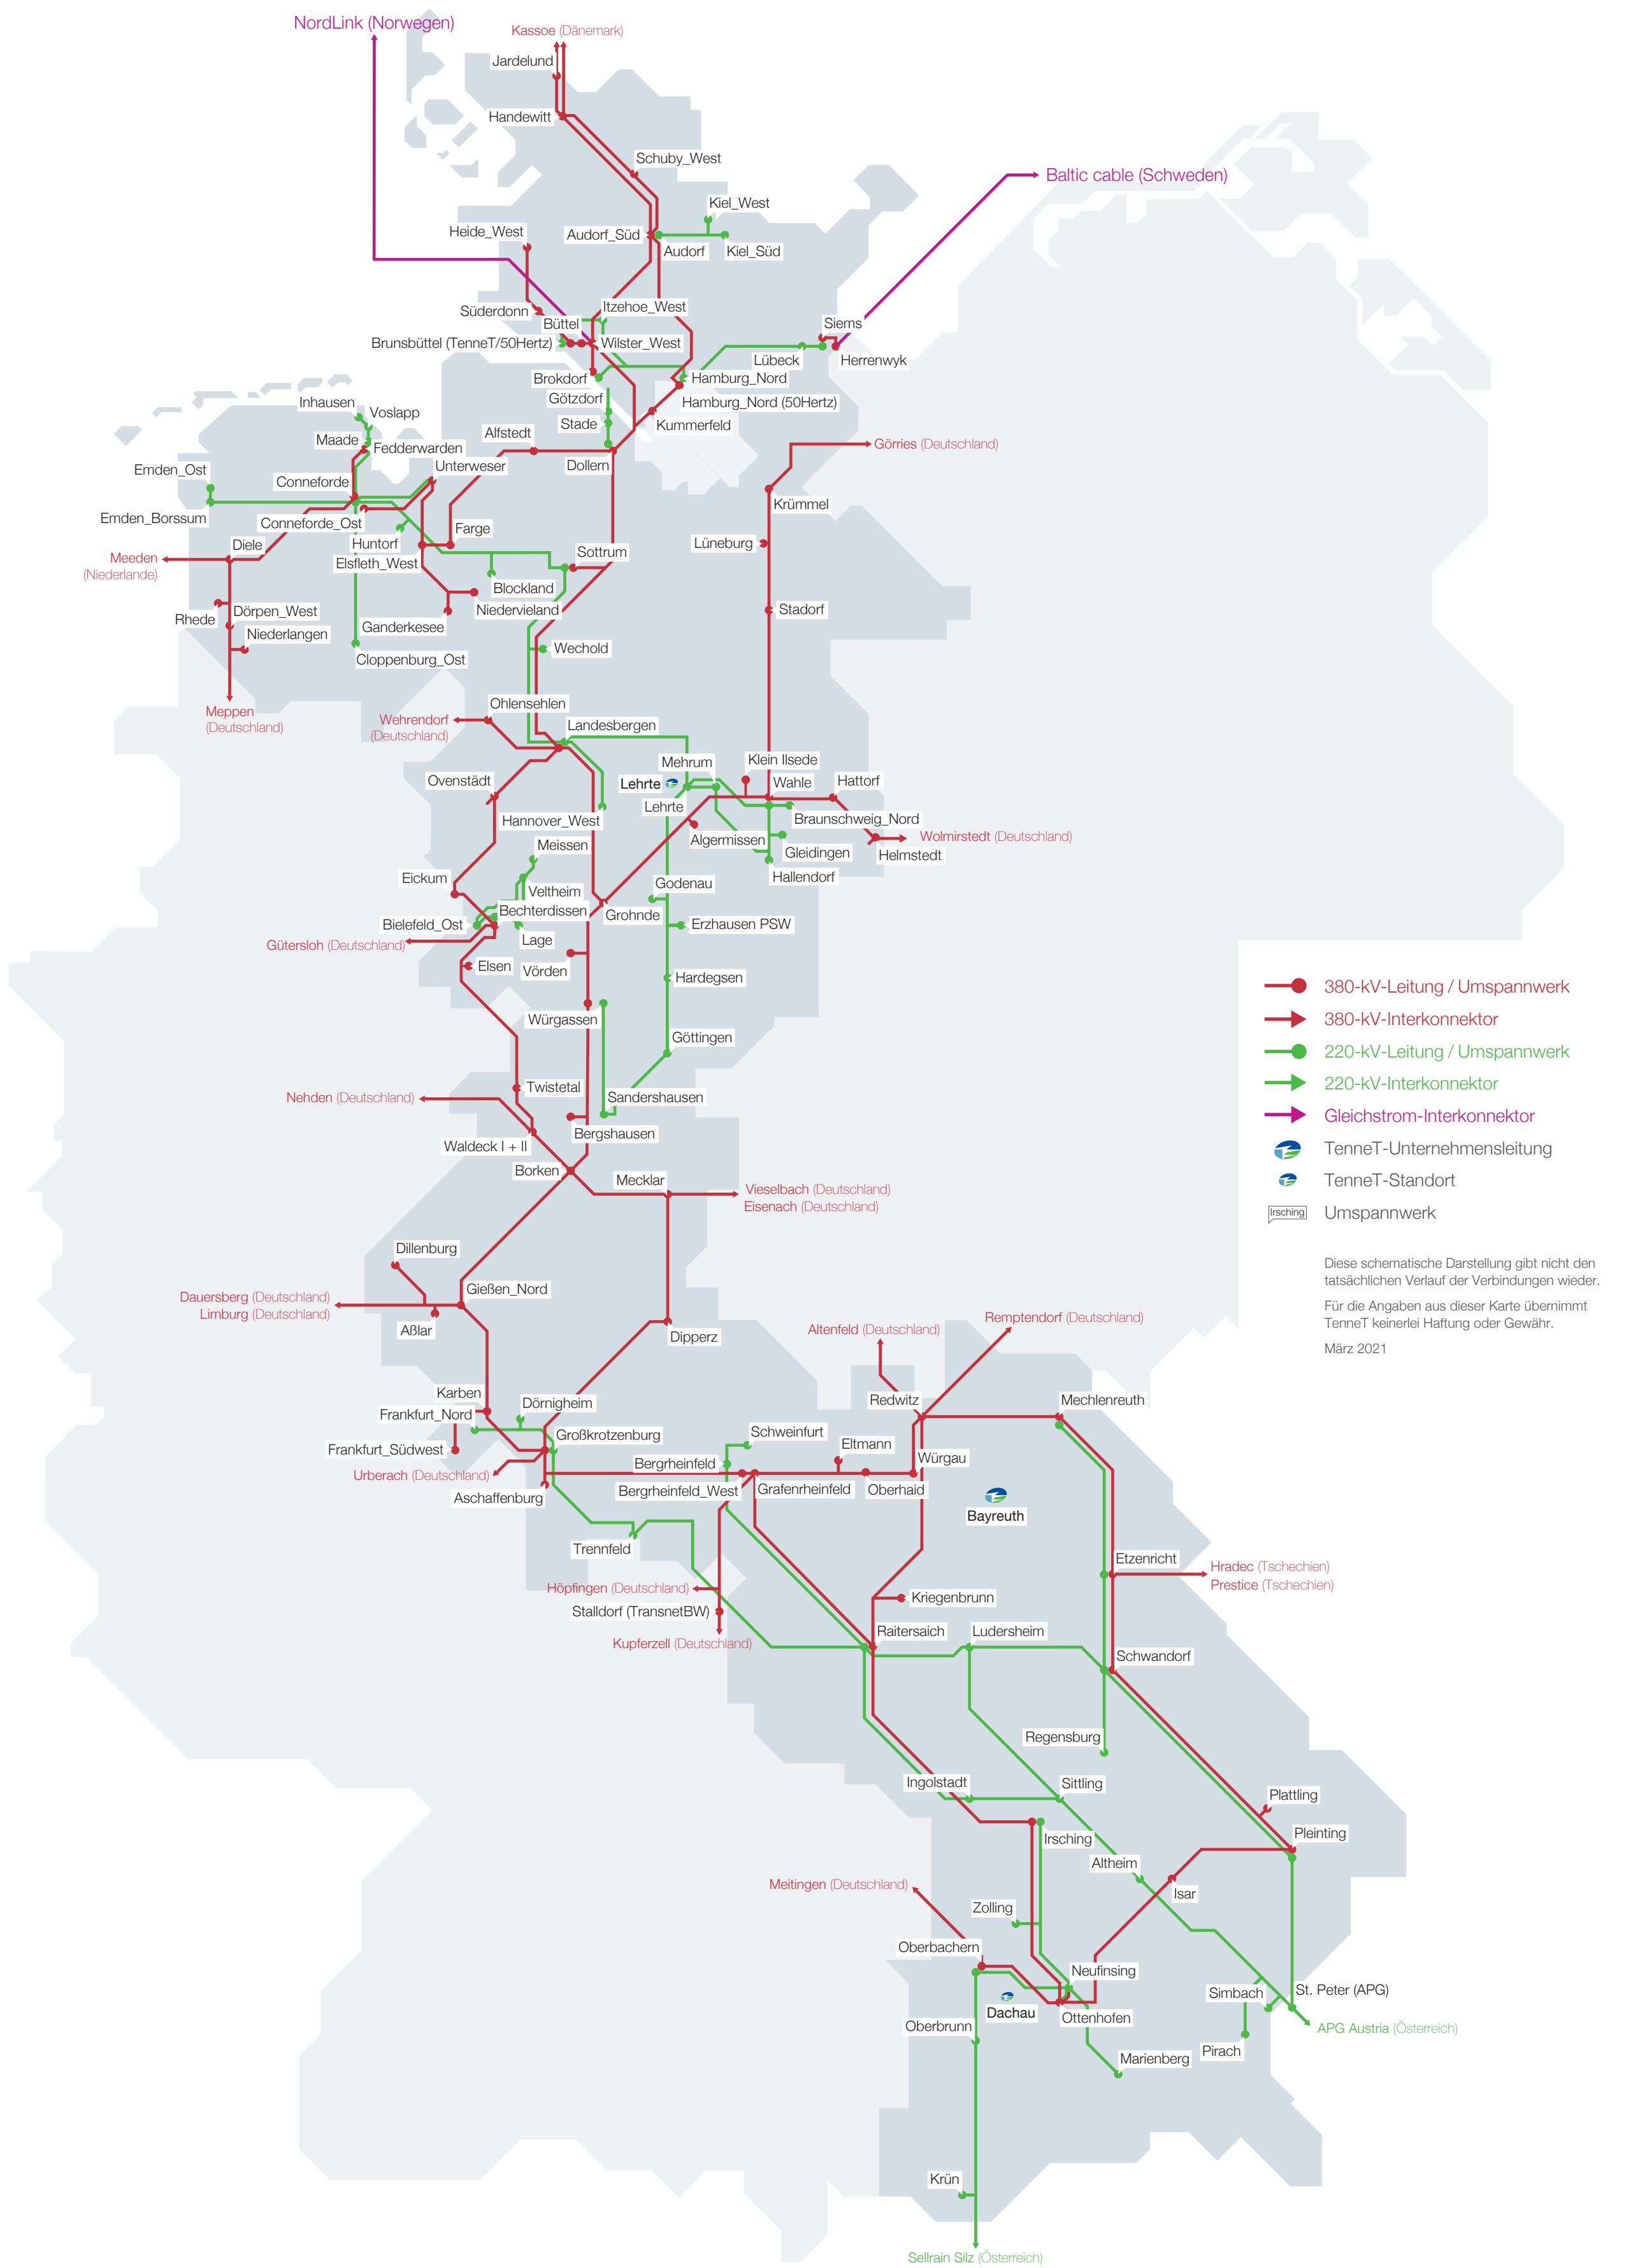 NordLink (Norwegen)
Kassoe (Dänemark)
Jardelund
Handewitt
Schuby_West
Baltic cable (Schweden)
Kiel_West
Heide_West
Audorf_Süd
Audorf
Kiel_Süd
Itzehoe_West
Süderdonn
Büttel
Siems
Brunsbüttel (TenneT/50Hertz)
Wilster_West
Lübeck
Herrenwyk
Brokdorf
Hamburg_Nord
Götzdorf
Hamburg_Nord (50Hertz)
Inhausen
Voslapp
Stade
Kummerfeld
Alfstedt
Maade
Fedderwarden
Görries (Deutschland)
Unterweser
Dollern
Emden_Ost
Conneforde
Krümmel
Emden_Borssum
Conneforde_Ost
Farge
Huntorf
Lüneburg
Diele
Sottrum
Meeden
(Niederlande)
Elsfleth_West
Blockland
Rhede
Dörpen_West
Niedervieland
Stadorf
Ganderkesee
Niederlangen
Wechold
Cloppenburg_Ost
Ohlensehlen
Meppen
(Deutschland)
Wehrendorf
(Deutschland)
Landesbergen
Klein Ilsede
Mehrum
Ovenstädt
Lehrte
Wahle
Hattorf
Lehrte
Hannover_West
Braunschweig_Nord
Wolmirstedt (Deutschland)
Algermissen
Meissen
Gleidingen
Helmstedt
Eickum
Hallendorf
Veltheim
Godenau
Bechterdissen
Grohnde
Bielefeld_Ost
Erzhausen PSW
Gütersloh (Deutschland)
Lage
Elsen
Vörden
Hardegsen
380-kV-Leitung / Umspannwerk
Würgassen
380-kV-Interkonnektor
Göttingen
220-kV-Leitung / Umspannwerk
220-kV-Interkonnektor
Twistetal
Nehden (Deutschland)
Sandershausen
Gleichstrom-Interkonnektor
Bergshausen
Waldeck I + II
TenneT-Unternehmensleitung
Borken
Mecklar
TenneT-Standort
Vieselbach (Deutschland)
Eisenach (Deutschland)
Irsching
Umspannwerk
Dillenburg
Diese schematische Darstellung gibt nicht den
tatsächlichen Verlauf der Verbindungen wieder.
Gießen_Nord
Dauersberg (Deutschland)
Limburg (Deutschland)
Für die Angaben aus dieser Karte übernimmt
TenneT keinerlei Haftung oder Gewähr.
Aßlar
Dipperz
Altenfeld (Deutschland)
Remptendorf (Deutschland)
März 2021
Karben
Dörnigheim
Redwitz
Mechlenreuth
Frankfurt_Nord
Großkrotzenburg
Schweinfurt
Frankfurt_Südwest
Eltmann
Bergrheinfeld
Würgau
Urberach (Deutschland)
Aschaffenburg
Bergrheinfeld_West
Grafenrheinfeld
Oberhaid
Bayreuth
Trennfeld
Etzenricht
Hradec (Tschechien)
Prestice (Tschechien)
Höpfingen (Deutschland)
Kriegenbrunn
Stalldorf (TransnetBW)
Raitersaich
Ludersheim
Kupferzell (Deutschland)
Schwandorf
Regensburg
Ingolstadt
Sittling
Plattling
Irsching
Pleinting
Altheim
Meitingen (Deutschland)
Isar
Zolling
Oberbachern
Neufinsing
Dachau
Simbach
St. Peter (APG)
Ottenhofen
Oberbrunn
APG Austria (Österreich)
Pirach
Marienberg
Krün
Sellrain Silz (Österreich)